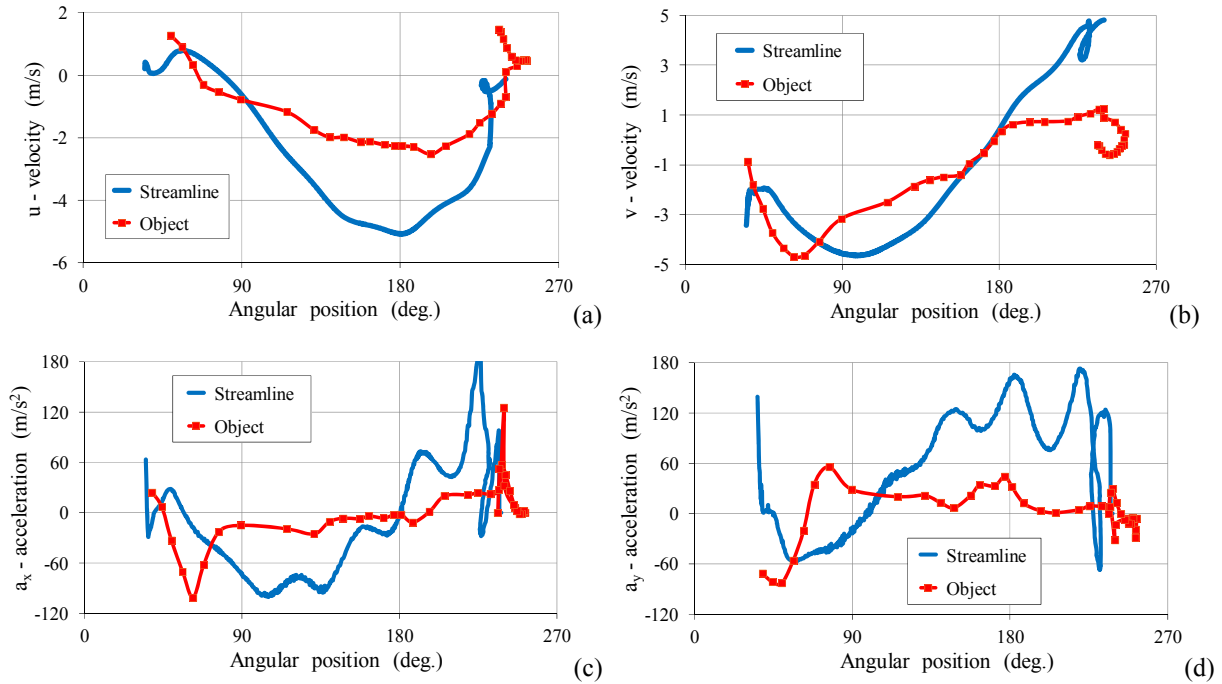 2
0
-2
-4
-6
u - velocity (m/s)
Streamline
Object
0 90 180 270
Angular position (deg.)
(a)
5
3
1
-1
-3
-5
v - velocity (m/s)
Streamline
Object
0 90 180 270
Angular position (deg.)
(b)
180
120
60
0
-60
-120
aₓ - acceleration (m/s²)
Streamline
Object
0 90 180 270
Angular position (deg.)
(c)
180
120
60
0
-60
-120
a_y - acceleration (m/s²)
Streamline
Object
0 90 180 270
Angular position (deg.)
(d)